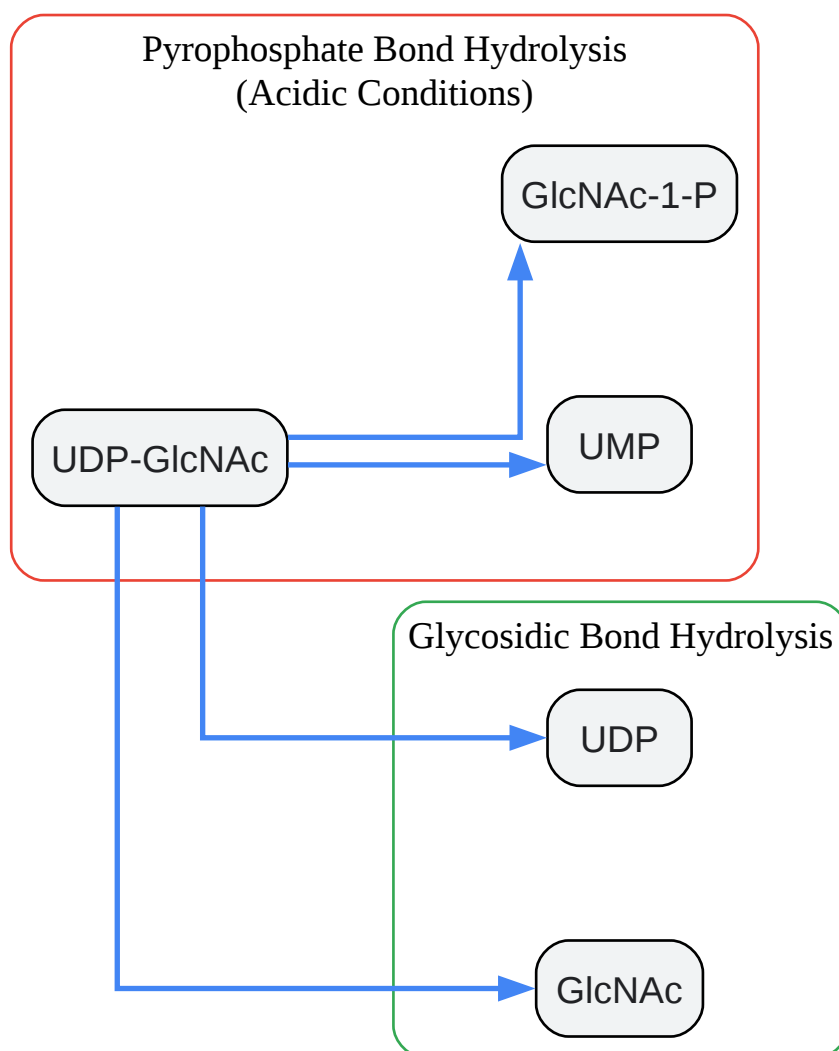 Pyrophosphate Bond Hydrolysis
(Acidic Conditions)
GlcNAc-1-P
UDP-GlcNAc
UMP
Glycosidic Bond Hydrolysis
UDP
GlcNAc